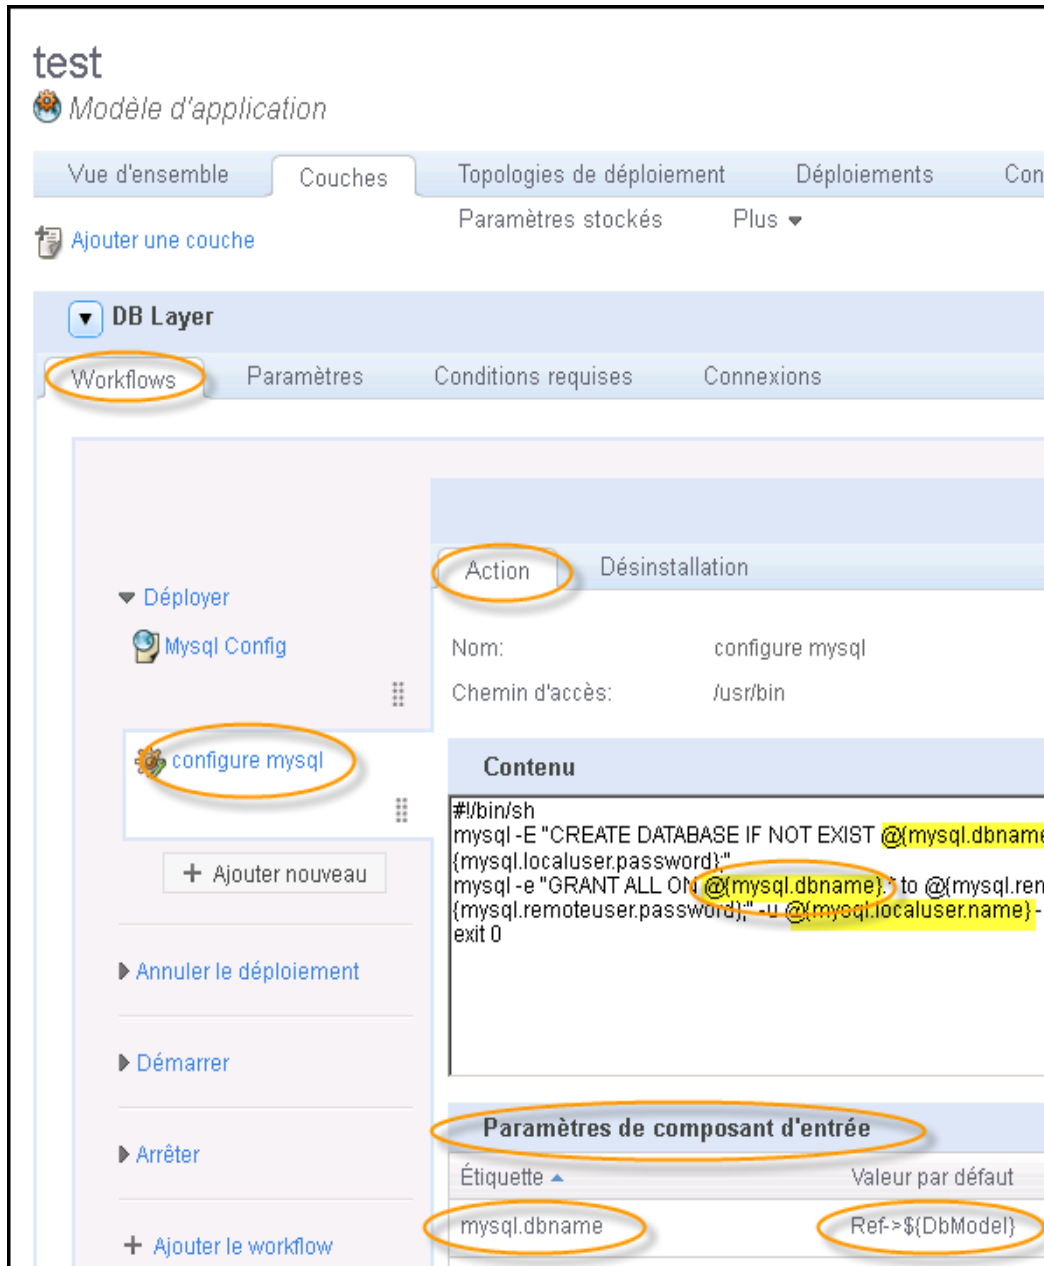 test
Modèle d'application
Vue d'ensemble Couches Topologies de déploiement Déploiements Con
Paramètres stockés Plus
Ajouter une couche
DB Layer
Workflows Paramètres Conditions requises Connexions
Action Désinstallation
Déployer
Mysql Config
Nom: configure mysql
Chemin d'accès: /usr/bin
configure mysql
Contenu
#!/bin/sh
mysql -E "CREATE DATABASE IF NOT EXIST @{mysql.dbname
{mysql.localuser.password};"
mysql -e "GRANT ALL ON @{mysql.dbname}.* to @{mysql.rem
{mysql.remoteuser.password};" -u @{mysql.localuser.name} -
exit 0
+ Ajouter nouveau
Annuler le déploiement
Démarrer
Arrêter
+ Ajouter le workflow
Paramètres de composant d'entrée
Étiquette Valeur par défaut
mysql.dbname Ref->${DbModel}